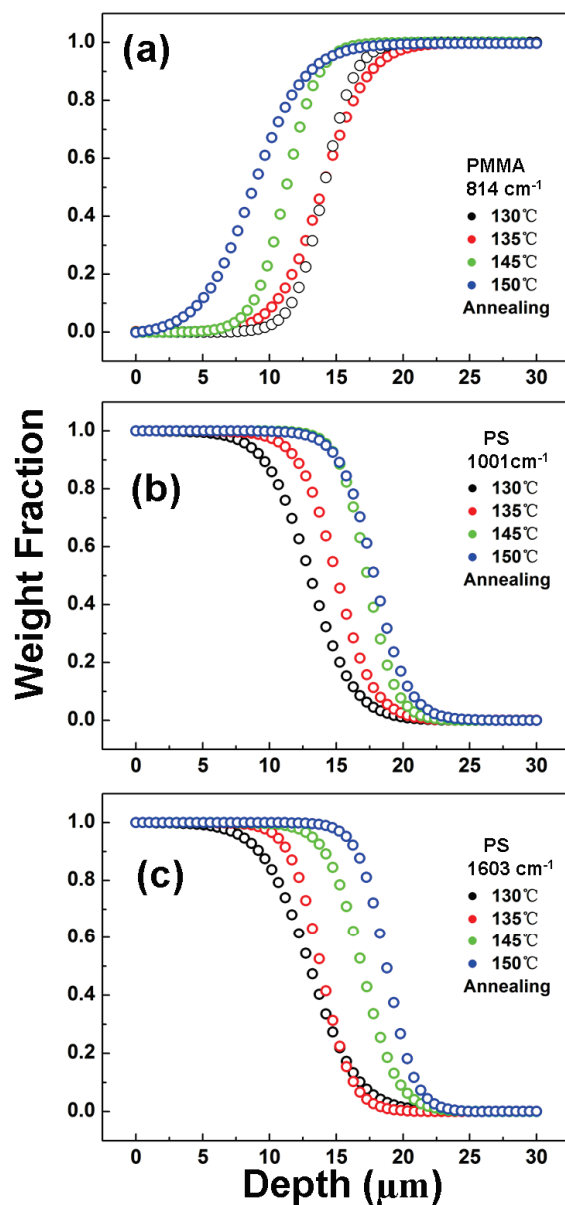 (a)
1.0
0.8
0.6
0.4
0.2
0.0
PMMA
814 cm-1
130℃
135℃
145℃
150℃
Annealing
0 5 10 15 20 25 30
(b)
1.0
0.8
0.6
0.4
0.2
0.0
PS
1001cm-1
130℃
135℃
145℃
150℃
Annealing
0 5 10 15 20 25 30
Weight Fraction
(c)
1.0
0.8
0.6
0.4
0.2
0.0
PS
1603 cm-1
130℃
135℃
145℃
150℃
Annealing
0 5 10 15 20 25 30
Depth (μm)